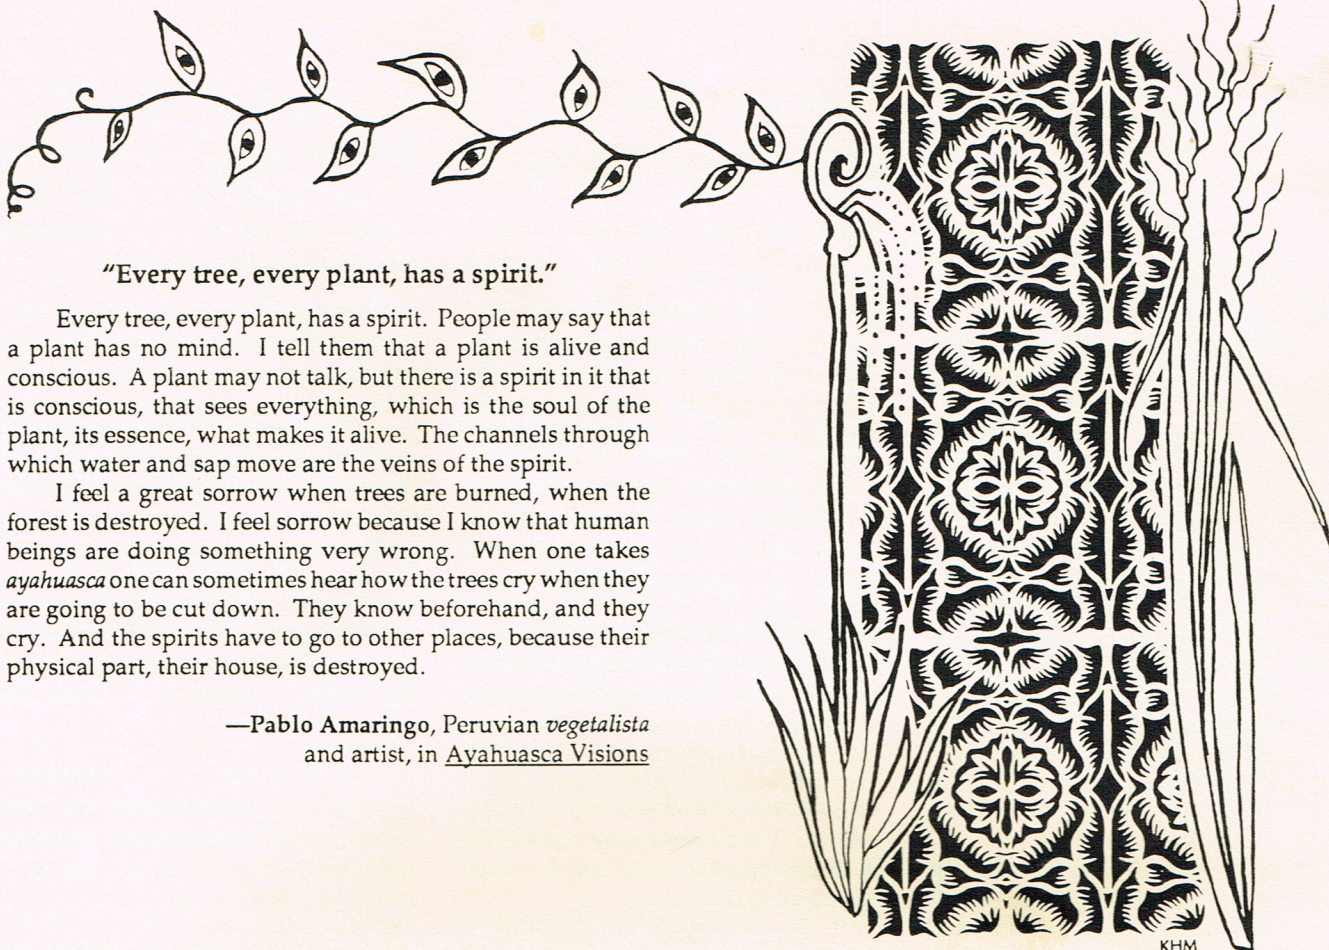 "Every tree, every plant, has a spirit."
Every tree, every plant, has a spirit. People may say that
a plant has no mind. I tell them that a plant is alive and
conscious. A plant may not talk, but there is a spirit in it that
is conscious, that sees everything, which is the soul of the
plant, its essence, what makes it alive. The channels through
which water and sap move are the veins of the spirit.
I feel a great sorrow when trees are burned, when the
forest is destroyed. I feel sorrow because I know that human
beings are doing something very wrong. When one takes
ayahuasca one can sometimes hear how the trees cry when they
are going to be cut down. They know beforehand, and they
cry. And the spirits have to go to other places, because their
physical part, their house, is destroyed.
—Pablo Amaringo, Peruvian vegetalista
and artist, in Ayahuasca Visions
KHM